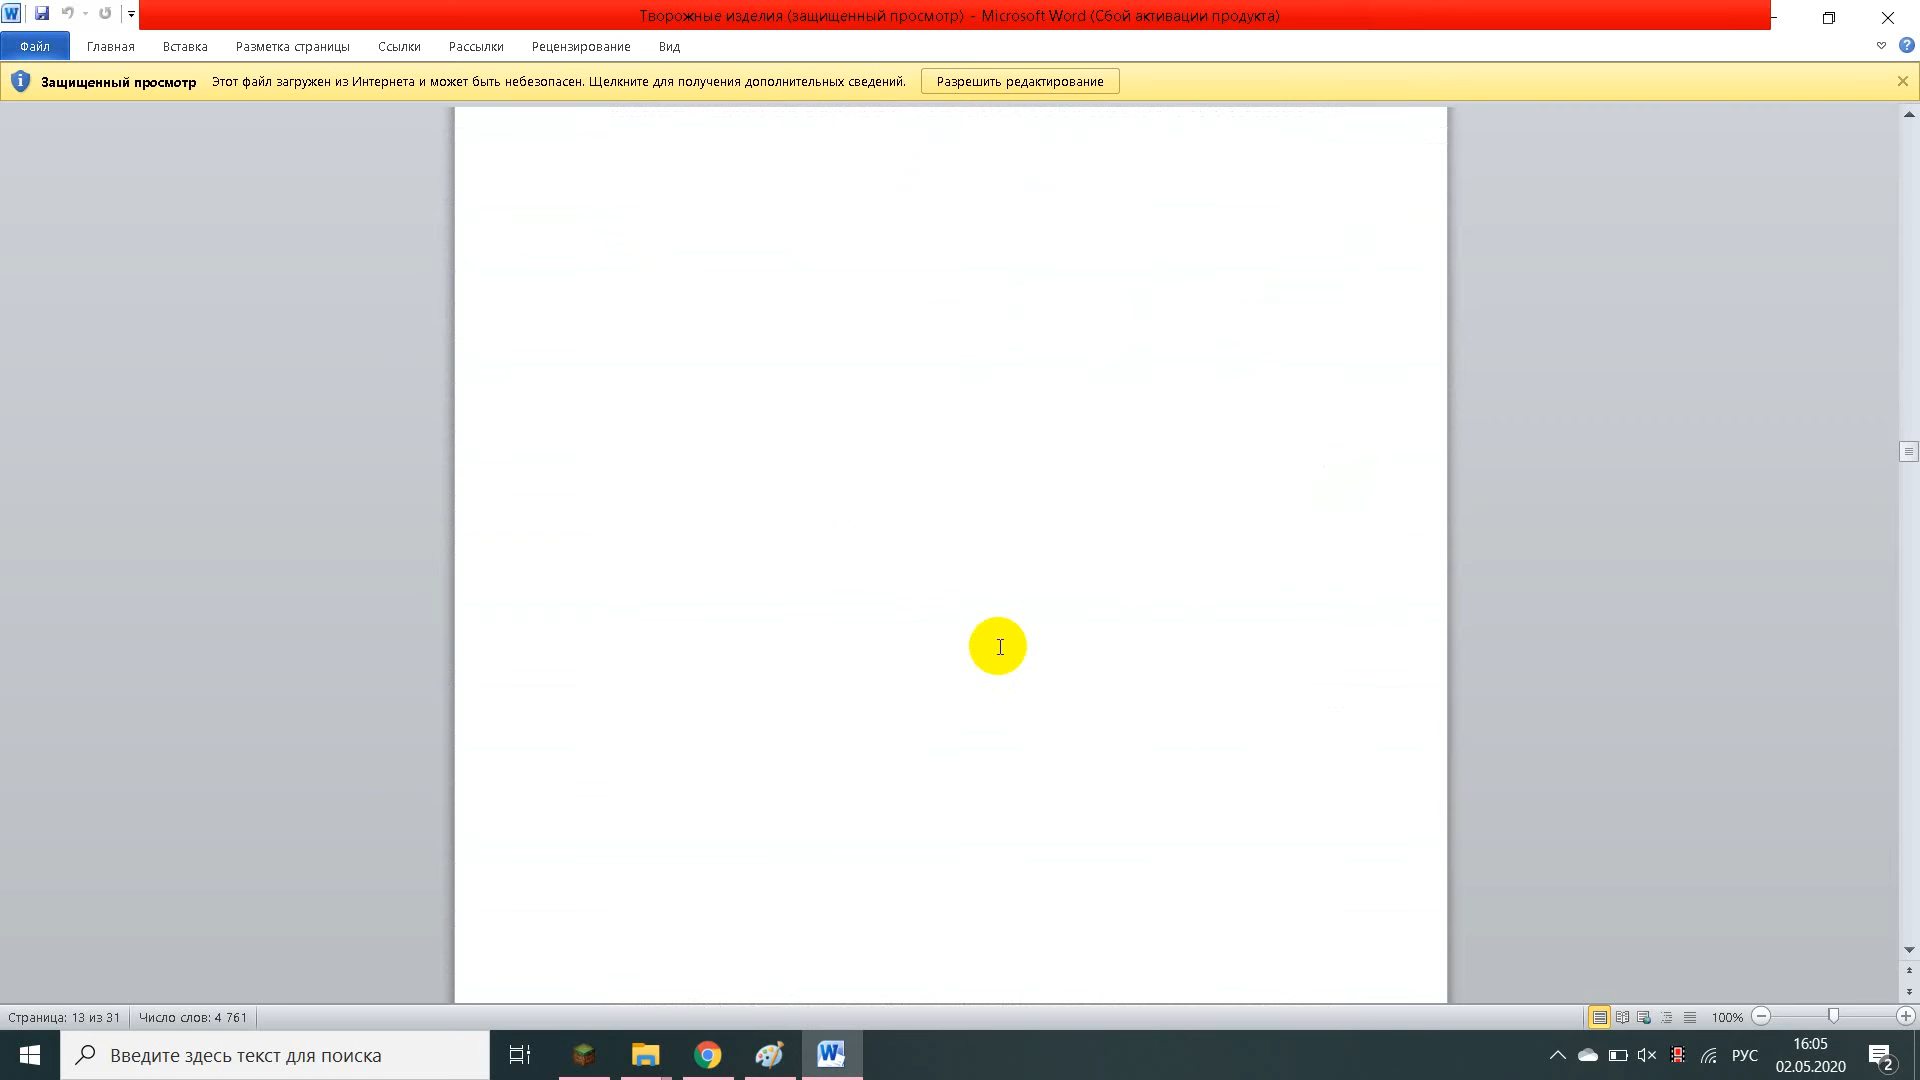 Творожные изделия (защищенный просмотр) - Microsoft Word (Сбой активации продукта)
Файл Главная Вставка Разметка страницы Ссылки Рассылки Рецензирование Вид
Защищенный просмотр Этот файл загружен из Интернета и может быть небезопасен. Щелкните для получения дополнительных сведений. Разрешить редактирование
Страница: 13 из 31 Число слов: 4 761 100%
Введите здесь текст для поиска
РУС
16:05
02.05.2020
2